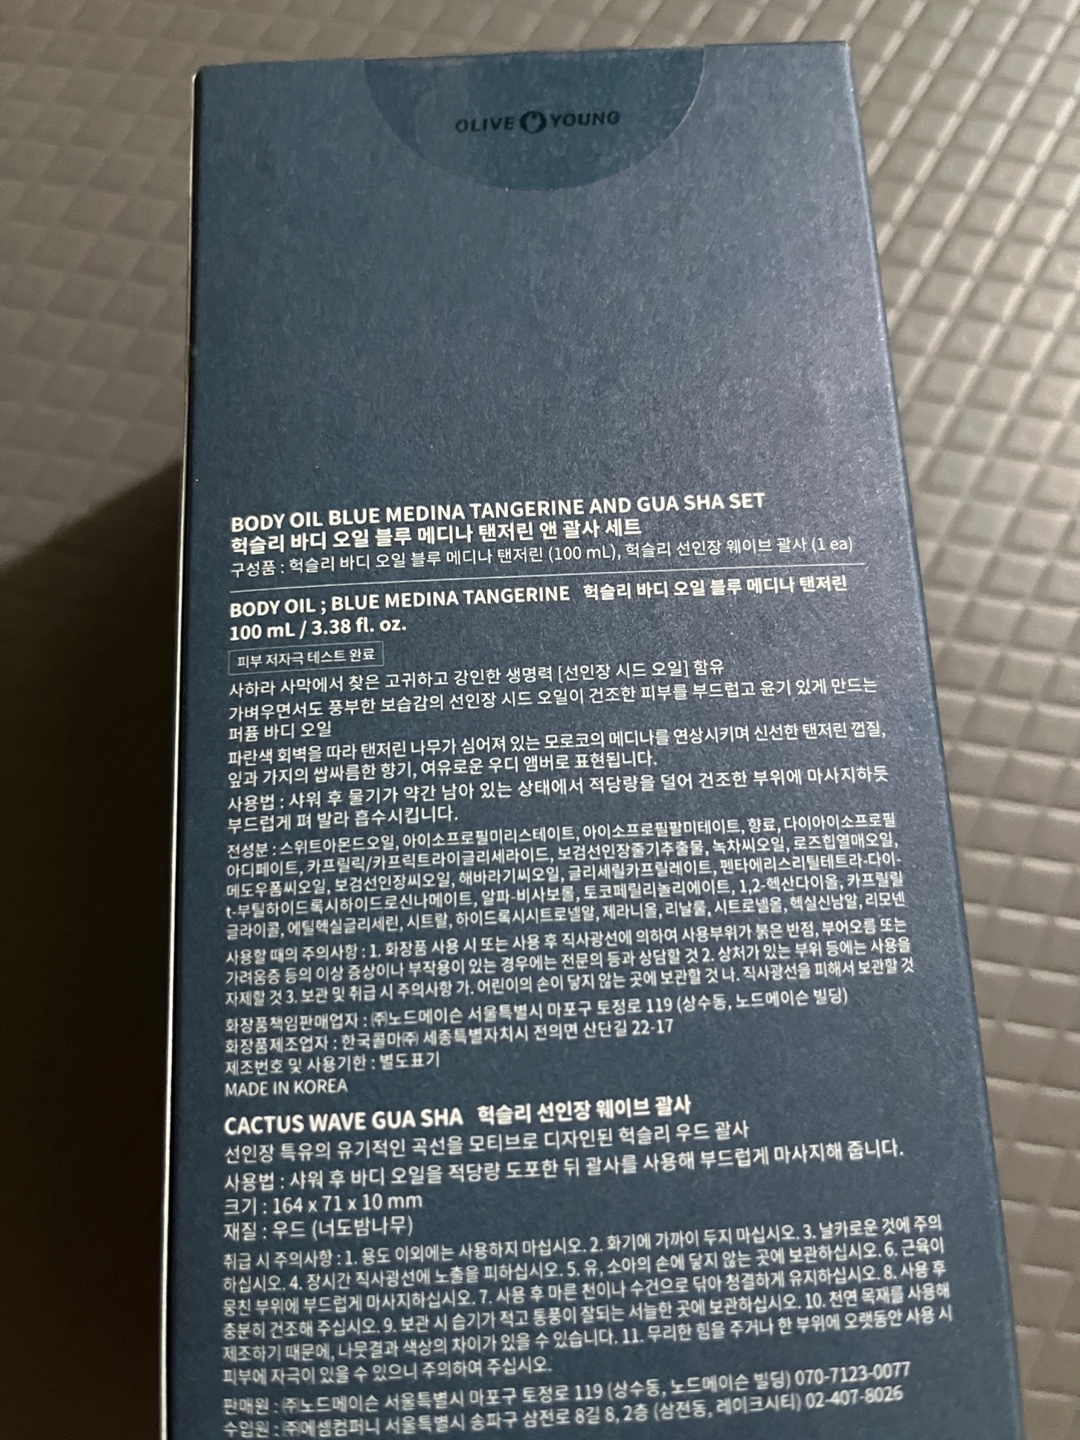 OLIVE YOUNG
BODY OIL BLUE MEDINA TANGERINE AND GUA SHA SET
헉슬리 바디 오일 블루 메디나 탠저린 앤 괄사 세트
구성품 : 헉슬리 바디 오일 블루 메디나 탠저린 (100 mL), 헉슬리 선인장 웨이브 괄사 (1 ea)
BODY OIL ; BLUE MEDINA TANGERINE 헉슬리 바디 오일 블루 메디나 탠저린
100 mL / 3.38 fl. oz.
피부 저자극 테스트 완료
사하라 사막에서 찾은 고귀하고 강인한 생명력 [선인장 시드 오일] 함유
가벼우면서도 풍부한 보습감의 선인장 시드 오일이 건조한 피부를 부드럽고 윤기 있게 만드는
퍼퓸 바디 오일
파란색 회벽을 따라 탠저린 나무가 심어져 있는 모로코의 메디나를 연상시키며 신선한 탠저린 껍질,
잎과 가지의 쌉싸름한 향기, 여유로운 우디 앰버로 표현됩니다.
사용법 : 샤워 후 물기가 약간 남아 있는 상태에서 적당량을 덜어 건조한 부위에 마사지하듯
부드럽게 펴 발라 흡수시킵니다.
전성분 : 스위트아몬드오일, 아이소프로필미리스테이트, 아이소프로필팔미테이트, 향료, 다이아이소프로필
아디페이트, 카프릴릭/카프릭트라이글리세라이드, 보검선인장줄기추출물, 녹차씨오일, 로즈힙열매오일,
메도우폼씨오일, 보검선인장씨오일, 해바라기씨오일, 글리세릴카프릴레이트, 펜타에리스리틸테트라-다이-
t-부틸하이드록시하이드로신나메이트, 알파-비사보롤, 토코페릴리놀리에이트, 1,2-헥산다이올, 카프릴릴
글라이콜, 에틸헥실글리세린, 시트랄, 하이드록시시트로넬알, 제라니올, 리날룰, 시트로넬올, 헥실신남알, 리모넨
사용할 때의 주의사항 : 1. 화장품 사용 시 또는 사용 후 직사광선에 의하여 사용부위가 붉은 반점, 부어오름 또는
가려움증 등의 이상 증상이나 부작용이 있는 경우에는 전문의 등과 상담할 것 2. 상처가 있는 부위 등에는 사용을
자제할 것 3. 보관 및 취급 시 주의사항 가. 어린이의 손이 닿지 않는 곳에 보관할 것 나. 직사광선을 피해서 보관할 것
화장품책임판매업자 : ㈜노드메이슨 서울특별시 마포구 토정로 119 (상수동, 노드메이슨 빌딩)
화장품제조업자 : 한국콜마㈜ 세종특별자치시 전의면 산단길 22-17
제조번호 및 사용기한 : 별도표기
MADE IN KOREA
CACTUS WAVE GUA SHA 헉슬리 선인장 웨이브 괄사
선인장 특유의 유기적인 곡선을 모티브로 디자인된 헉슬리 우드 괄사
사용법 : 샤워 후 바디 오일을 적당량 도포한 뒤 괄사를 사용해 부드럽게 마사지해 줍니다.
크기 : 164 x 71 x 10 mm
재질 : 우드 (너도밤나무)
취급 시 주의사항 : 1. 용도 이외에는 사용하지 마십시오. 2. 화기에 가까이 두지 마십시오. 3. 날카로운 것에 주의
하십시오. 4. 장시간 직사광선에 노출을 피하십시오. 5. 유, 소아의 손에 닿지 않는 곳에 보관하십시오. 6. 근육이
뭉친 부위에 부드럽게 마사지하십시오. 7. 사용 후 마른 천이나 수건으로 닦아 청결하게 유지하십시오. 8. 사용 후
충분히 건조해 주십시오. 9. 보관 시 습기가 적고 통풍이 잘되는 서늘한 곳에 보관하십시오. 10. 천연 목재를 사용해
제조하기 때문에, 나뭇결과 색상의 차이가 있을 수 있습니다. 11. 무리한 힘을 주거나 한 부위에 오랫동안 사용 시
피부에 자극이 있을 수 있으니 주의하여 주십시오.
판매원 : ㈜노드메이슨 서울특별시 마포구 토정로 119 (상수동, 노드메이슨 빌딩) 070-7123-0077
수입원 : ㈜에셈컴퍼니 서울특별시 송파구 삼전로 8길 8, 2층 (삼전동, 레이크시티) 02-407-8026